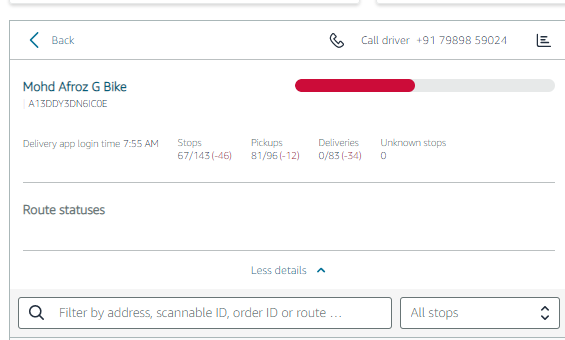 Back
Call driver +91 79898 59024
Mohd Afroz G Bike
A13DDY3DN6IC0E
Delivery app login time 7:55 AM
Stops
67/143 (-46)
Pickups
81/96 (-12)
Deliveries
0/83 (-34)
Unknown stops
0
Route statuses
Less details
Filter by address, scannable ID, order ID or route ...
All stops